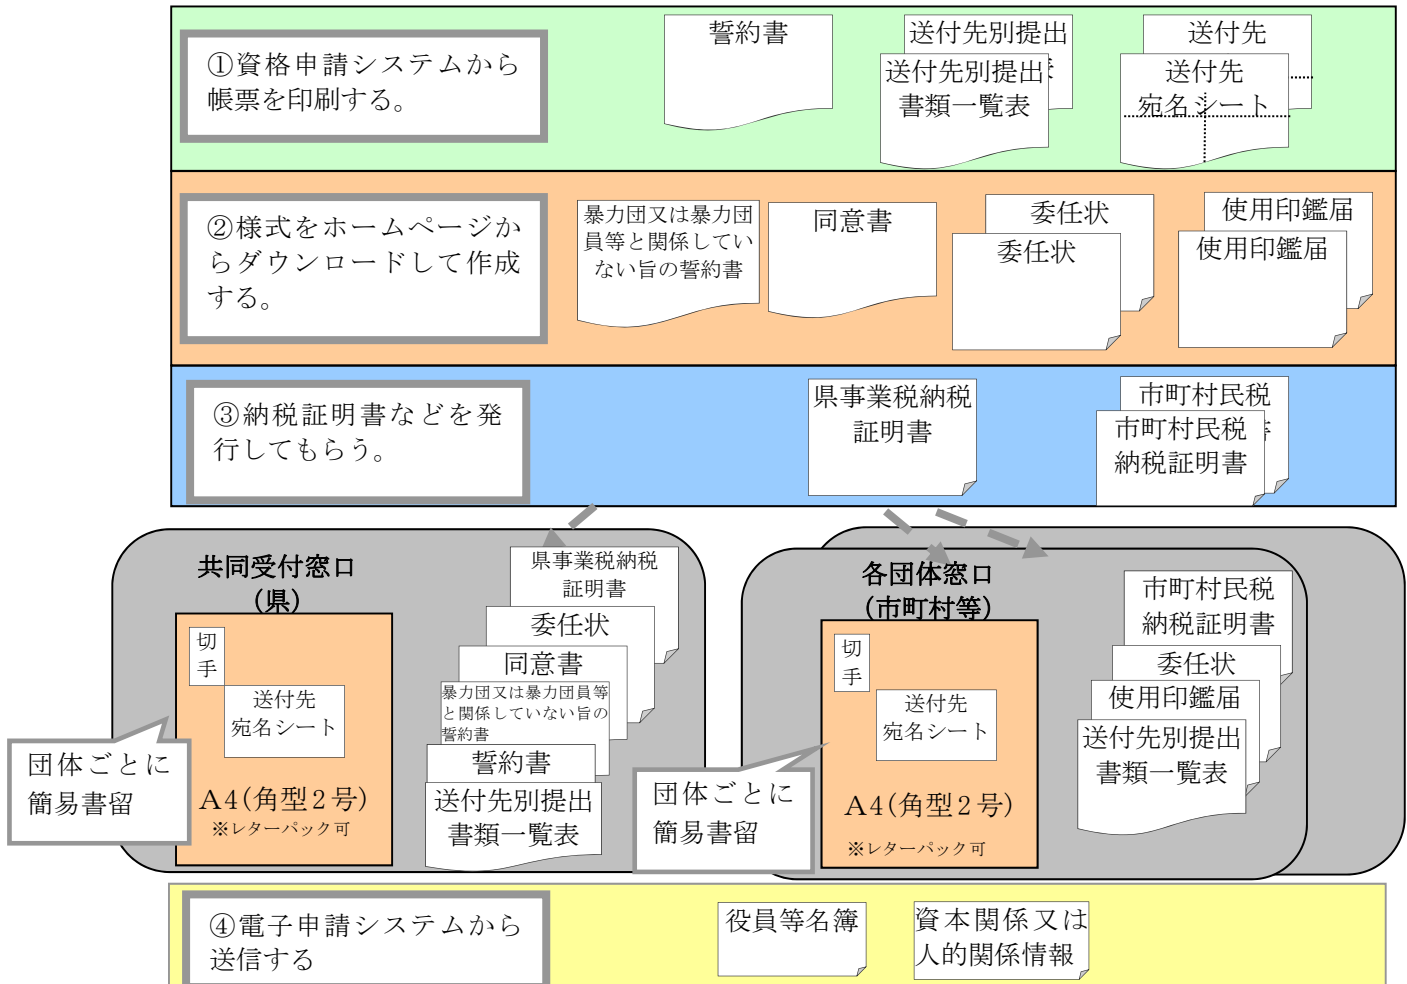 ①資格申請システムから
帳票を印刷する。
誓約書
送付先別提出
送付先別提出
書類一覧表
送付先
送付先
宛名シート
②様式をホームページか
らダウンロードして作成
する。
暴力団又は暴力団
員等と関係してい
ない旨の誓約書
同意書
委任状
委任状
使用印鑑届
使用印鑑届
③納税証明書などを発
行してもらう。
県事業税納税
証明書
市町村民税
市町村民税
納税証明書
共同受付窓口
（県）
切
手
送付先
宛名シート
団体ごとに
簡易書留
A4(角型2号)
※レターパック可
県事業税納税
証明書
委任状
同意書
暴力団又は暴力団員等
と関係していない旨の
誓約書
誓約書
送付先別提出
書類一覧表
各団体窓口
（市町村等）
切
手
送付先
宛名シート
団体ごとに
簡易書留
A4(角型2号)
※レターパック可
市町村民税
納税証明書
委任状
使用印鑑届
送付先別提出
書類一覧表
④電子申請システムから
送信する
役員等名簿
資本関係又は
人的関係情報